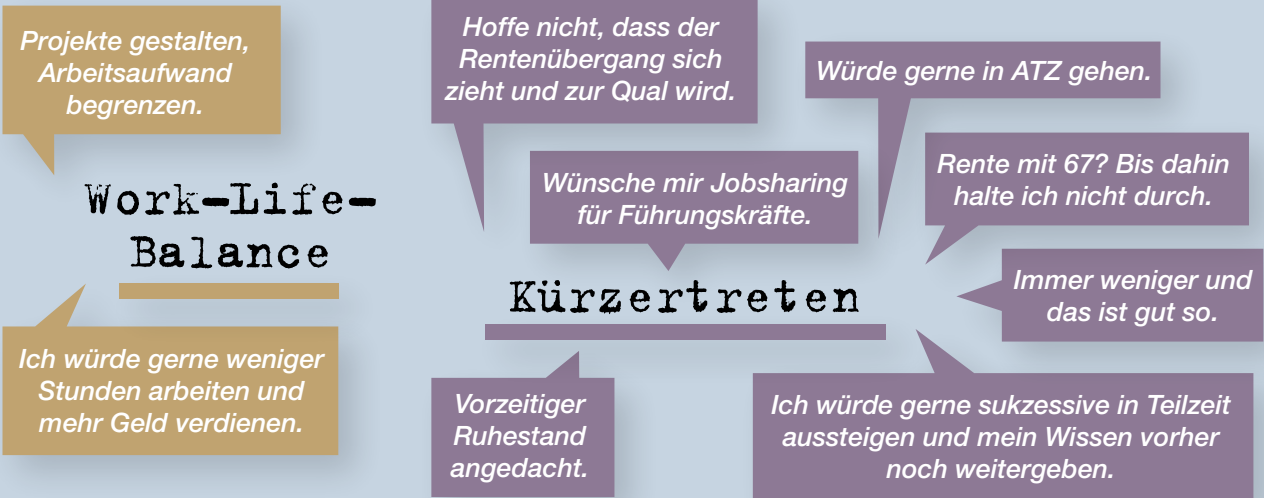 Projekte gestalten,
Arbeitsaufwand
begrenzen.
Work-Life-
Balance
Ich würde gerne weniger
Stunden arbeiten und
mehr Geld verdienen.
Hoffe nicht, dass der
Rentenübergang sich
zieht und zur Qual wird.
Würde gerne in ATZ gehen.
Wünsche mir Jobsharing
für Führungskräfte.
Rente mit 67? Bis dahin
halte ich nicht durch.
Kürzertreten
Immer weniger und
das ist gut so.
Vorzeitiger
Ruhestand
angedacht.
Ich würde gerne sukzessive in Teilzeit
aussteigen und mein Wissen vorher
noch weitergeben.